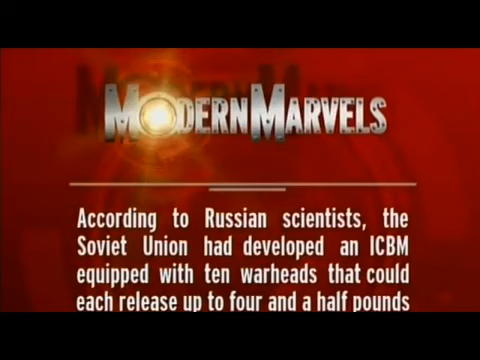 MODERN MARVELS
According to Russian scientists, the
Soviet Union had developed an ICBM
equipped with ten warheads that could
each release up to four and a half pounds